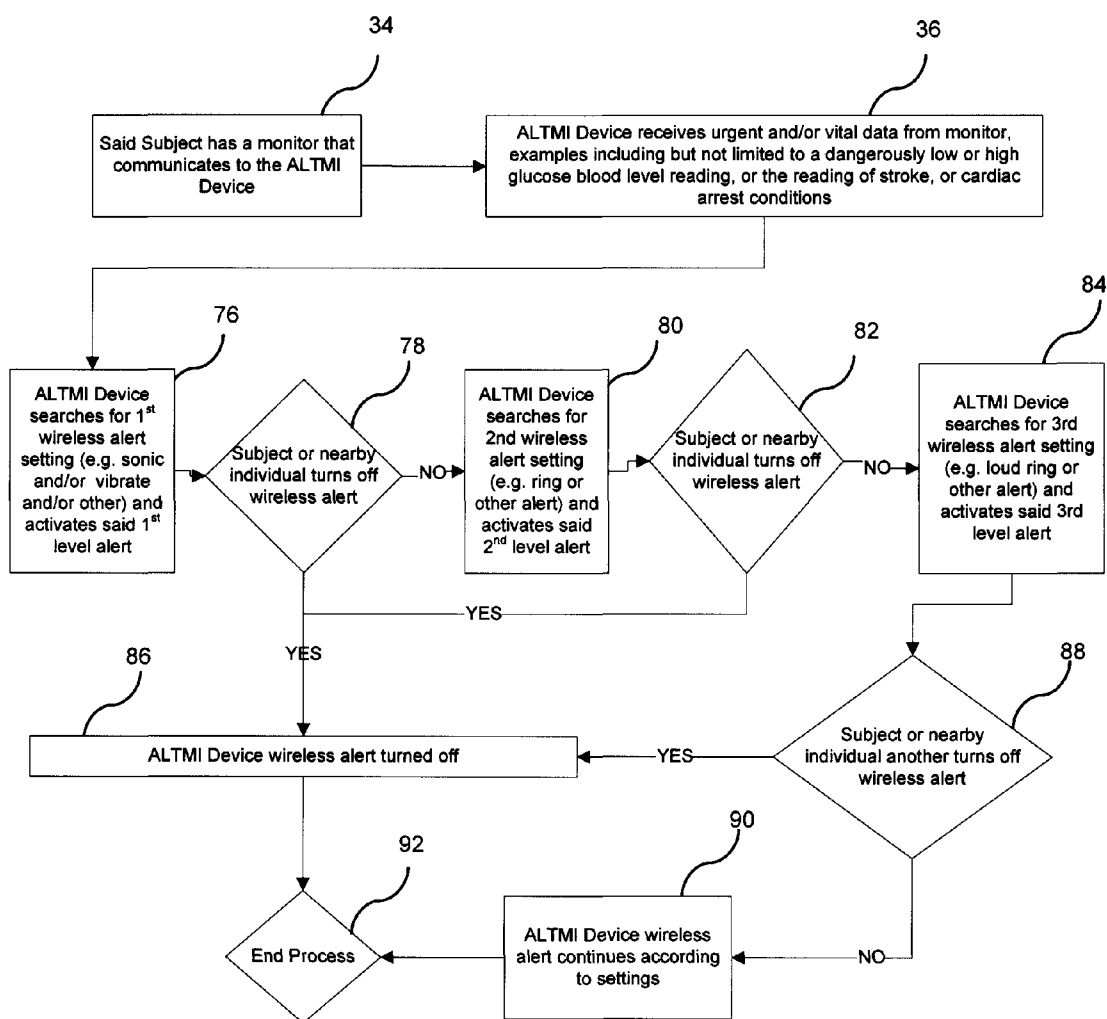 34
36
Said Subject has a monitor that
communicates to the ALTMI
Device
ALTMI Device receives urgent and/or vital data from monitor,
examples including but not limited to a dangerously low or high
glucose blood level reading, or the reading of stroke, or cardiac
arrest conditions
76
78
80
82
84
ALTMI Device
searches for 1st
wireless alert
setting (e.g. sonic
and/or vibrate
and/or other) and
activates said 1st
level alert
Subject or nearby
individual turns off
wireless alert
NO
ALTMI Device
searches for
2nd wireless
alert setting
(e.g. ring or
other alert) and
activates said
2nd level alert
Subject or nearby
individual turns off
wireless alert
NO
ALTMI Device
searches for 3rd
wireless alert setting
(e.g. loud ring or
other alert) and
activates said 3rd
level alert
YES
YES
86
88
ALTMI Device wireless alert turned off
YES
Subject or nearby
individual another turns off
wireless alert
90
92
End Process
ALTMI Device wireless
alert continues according
to settings
NO